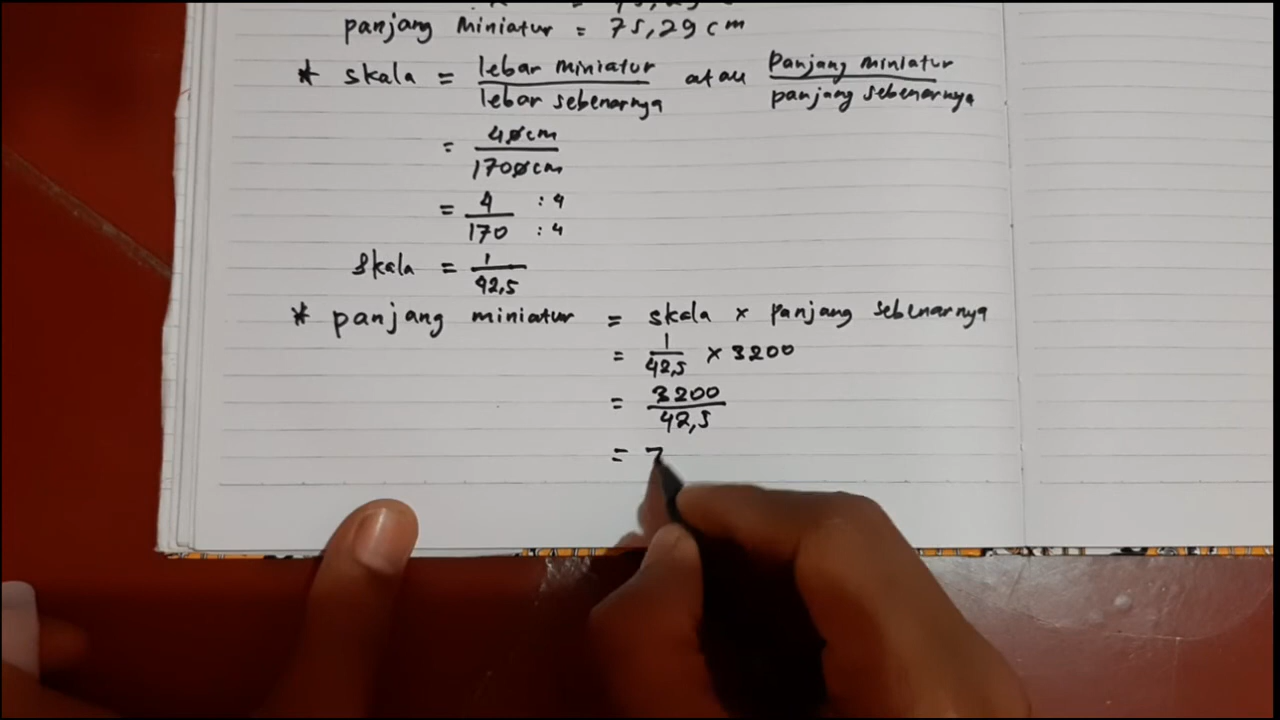 panjang miniatur = 75,29 cm
* skala = lebar miniatur / lebar sebenarnya atau panjang miniatur / panjang sebenarnya
= 40cm / 1700cm
= 4 / 170 : 4 : 4
skala = 1 / 42,5
* panjang miniatur = skala x panjang sebenarnya
= 1 / 42,5 x 3200
= 3200 / 42,5
= 7